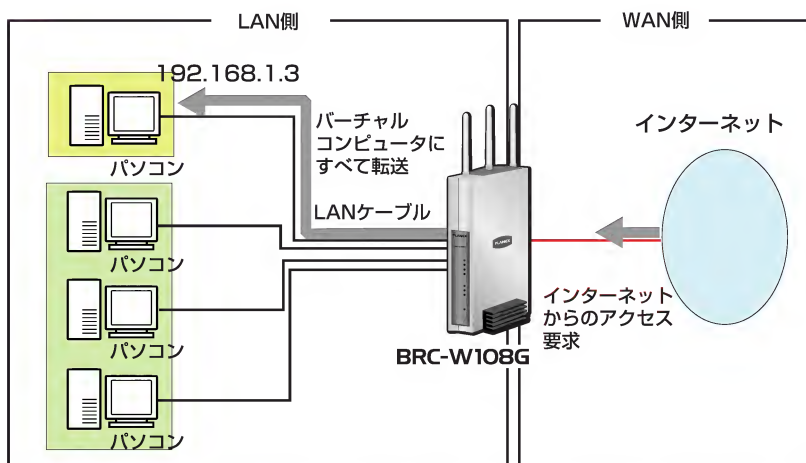 LAN側
WAN側
192.168.1.3
バーチャル
コンピュータに
すべて転送
LANケーブル
インターネット
パソコン
パソコン
パソコン
パソコン
PLANEX
PLANEX
インターネット
からのアクセス
要求
BRC-W108G